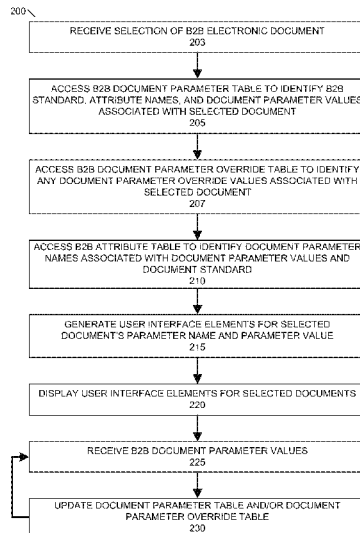 200
RECEIVE SELECTION OF B2B ELECTRONIC DOCUMENT
203
ACCESS B2B DOCUMENT PARAMETER TABLE TO IDENTIFY B2B
STANDARD, ATTRIBUTE NAMES, AND DOCUMENT PARAMETER VALUES
ASSOCIATED WITH SELECTED DOCUMENT
205
ACCESS B2B DOCUMENT PARAMETER OVERRIDE TABLE TO IDENTIFY
ANY DOCUMENT PARAMETER OVERRIDE VALUES ASSOCIATED WITH
SELECTED DOCUMENT
207
ACCESS B2B ATTRIBUTE TABLE TO IDENTIFY DOCUMENT PARAMETER
NAMES ASSOCIATED WITH DOCUMENT PARAMETER VALUES AND
DOCUMENT STANDARD
210
GENERATE USER INTERFACE ELEMENTS FOR SELECTED
DOCUMENT'S PARAMETER NAME AND PARAMETER VALUE
215
DISPLAY USER INTERFACE ELEMENTS FOR SELECTED DOCUMENTS
220
RECEIVE B2B DOCUMENT PARAMETER VALUES
225
UPDATE DOCUMENT PARAMETER TABLE AND/OR DOCUMENT
PARAMETER OVERRIDE TABLE
230